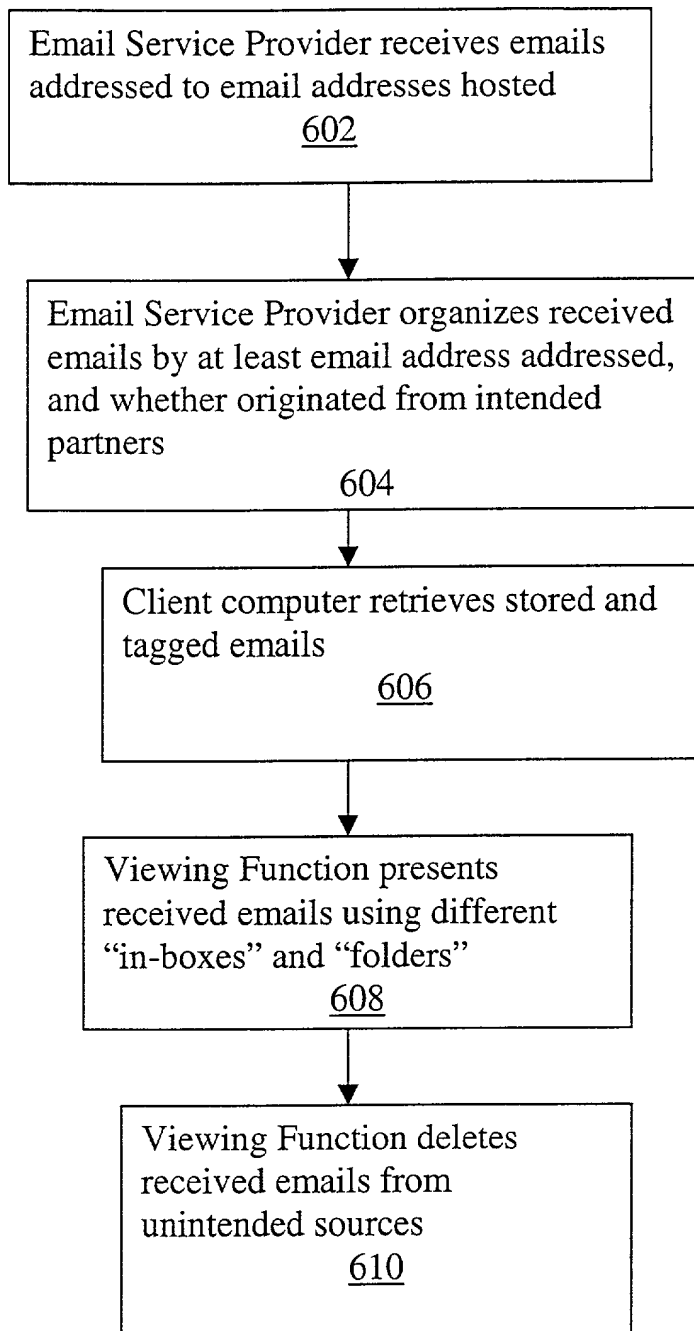 Email Service Provider receives emails
addressed to email addresses hosted
602
Email Service Provider organizes received
emails by at least email address addressed,
and whether originated from intended
partners
604
Client computer retrieves stored and
tagged emails
606
Viewing Function presents
received emails using different
“in-boxes” and “folders”
608
Viewing Function deletes
received emails from
unintended sources
610